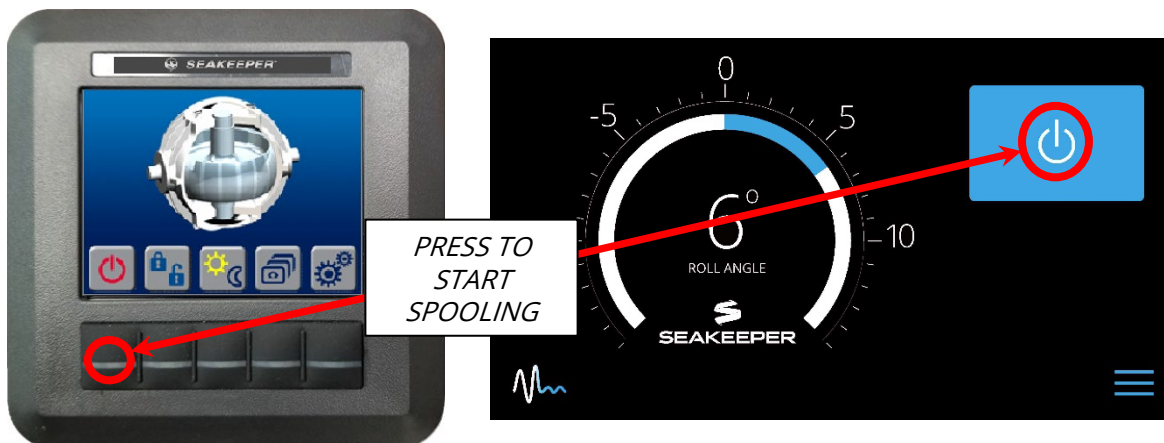 SEAKEEPER
PRESS TO
START
SPOOLING
0
-5
5
10
6°
ROLL ANGLE
SEAKEEPER